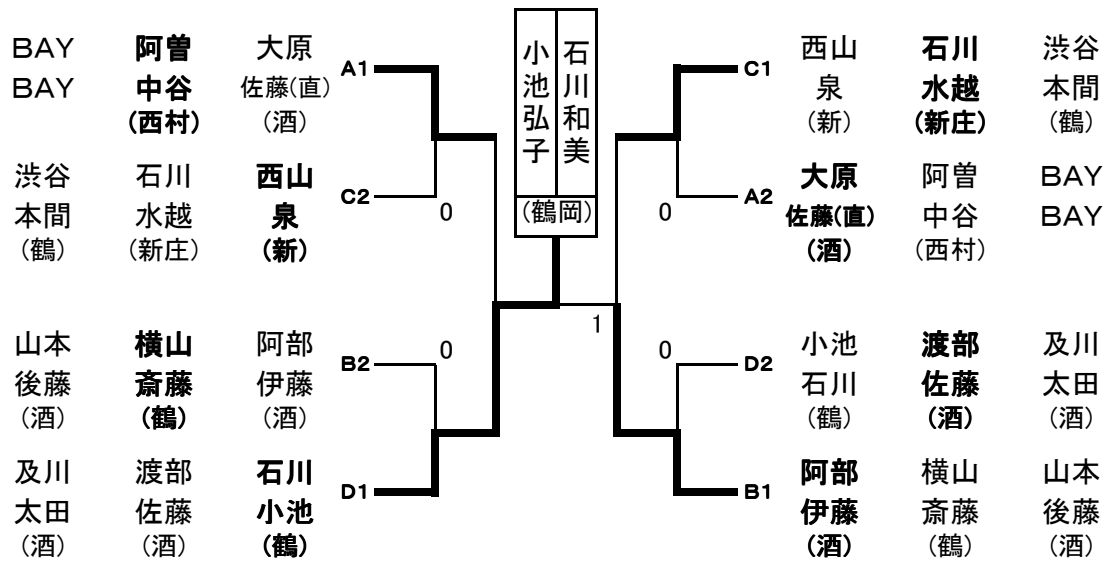 BAY 阿曽 大原
BAY 中谷 佐藤(直)
(西村) (酒)
A1
渋谷 石川 西山
本間 水越 泉
(鶴) (新庄) (新)
C2
0
山本 横山 阿部
後藤 斎藤 伊藤
(酒) (鶴) (酒)
B2
0
及川 渡部 石川
太田 佐藤 小池
(酒) (酒) (鶴)
D1
石川和美
小池弘子
(鶴岡)
1
C1
西山 石川 渋谷
泉 水越 本間
(新) (新庄) (鶴)
0
A2
大原 阿曽 BAY
佐藤(直) 中谷 BAY
(酒) (西村)
0
D2
小池 渡部 及川
石川 佐藤 太田
(鶴) (酒) (酒)
B1
阿部 横山 山本
伊藤 斎藤 後藤
(酒) (鶴) (酒)